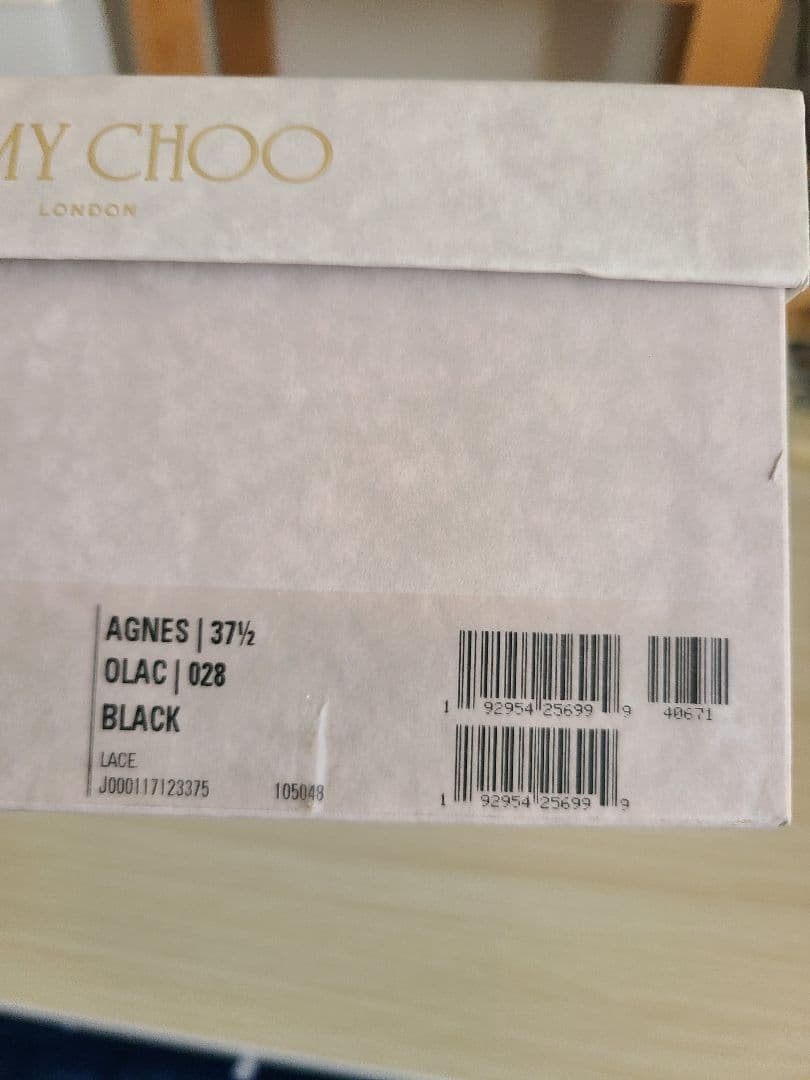 MY CHOO
LONDON
AGNES | 37½
OLAC | 028
BLACK
LACE
J000117123375 105048
1 92954 25699 9
40671
1 92954 25699 9